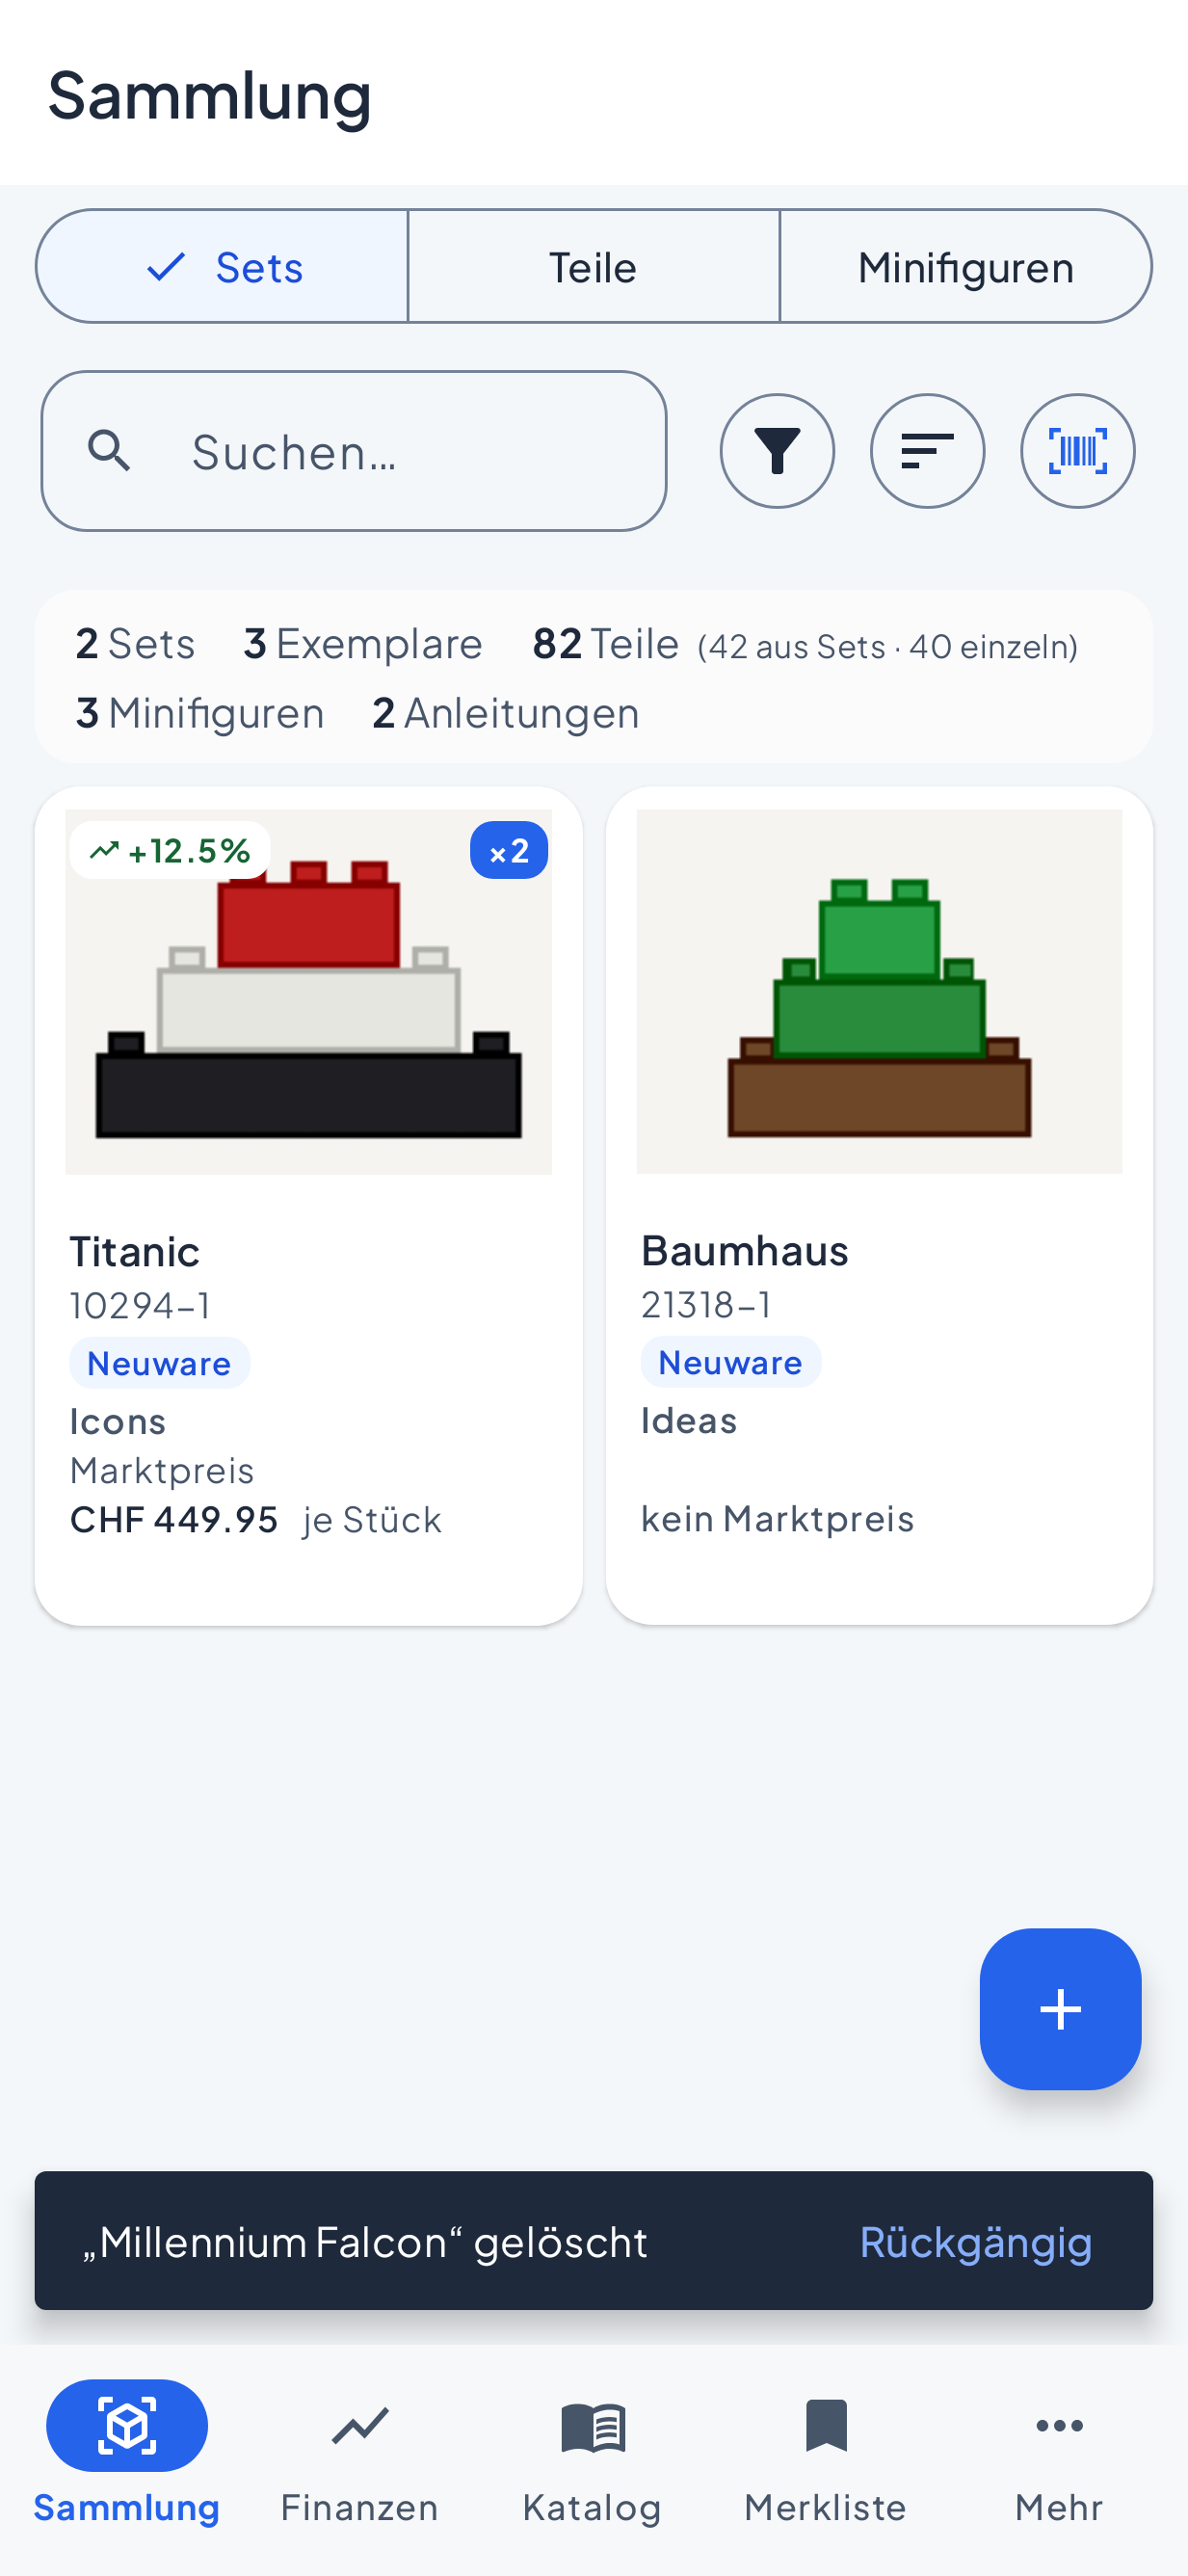 Sammlung
Sets Teile Minifiguren
Suchen...
2 Sets 3 Exemplare 82 Teile (42 aus Sets · 40 einzeln)
3 Minifiguren 2 Anleitungen
+12.5% ×2
Titanic
10294-1
Neuware
Icons
Marktpreis
CHF 449.95 je Stück
Baumhaus
21318-1
Neuware
Ideas
kein Marktpreis
„Millennium Falcon“ gelöscht Rückgängig
Sammlung Finanzen Katalog Merkliste Mehr